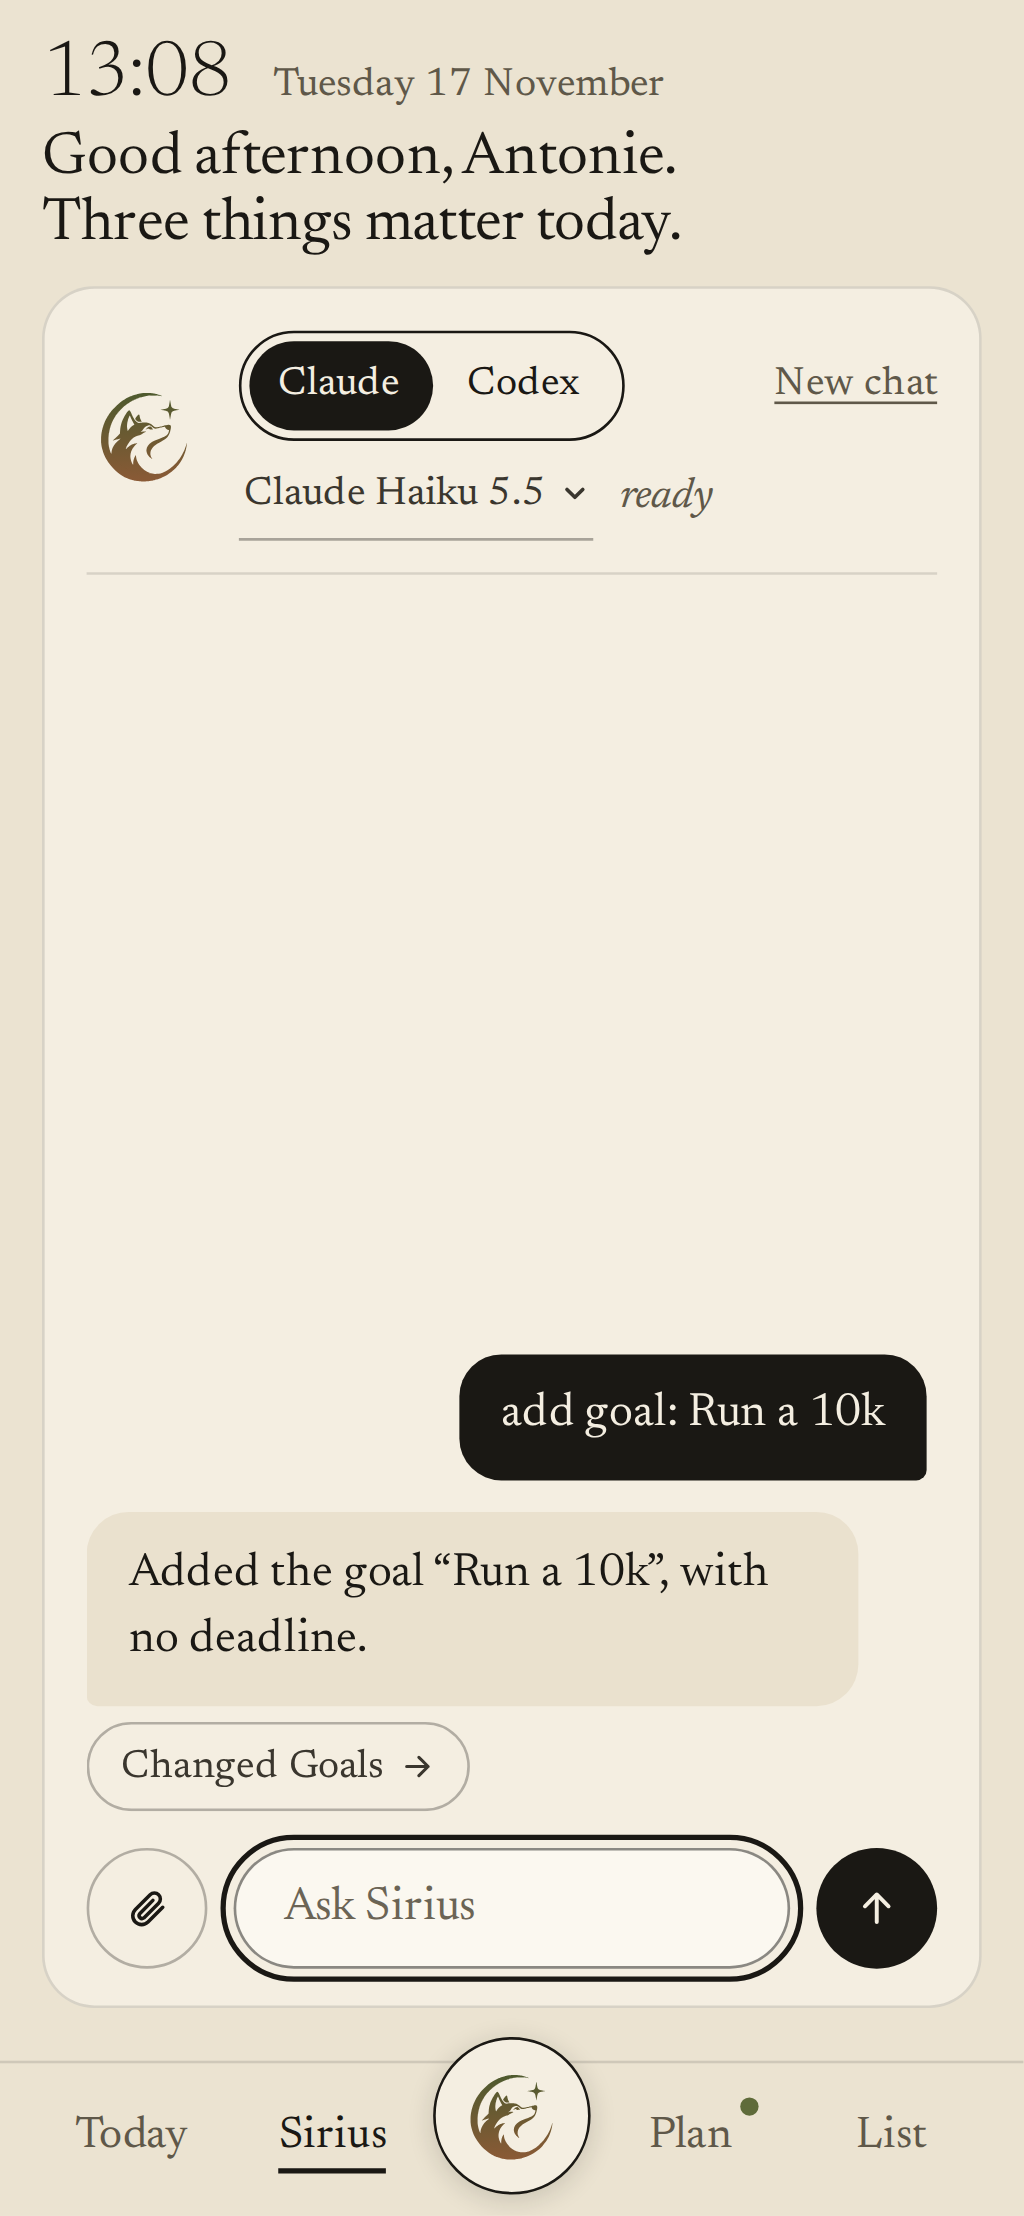 13:08 Tuesday 17 November
Good afternoon, Antonie.
Three things matter today.
Claude Codex New chat
Claude Haiku 5.5 ready
add goal: Run a 10k
Added the goal “Run a 10k”, with
no deadline.
Changed Goals →
Ask Sirius
Today Sirius Plan List